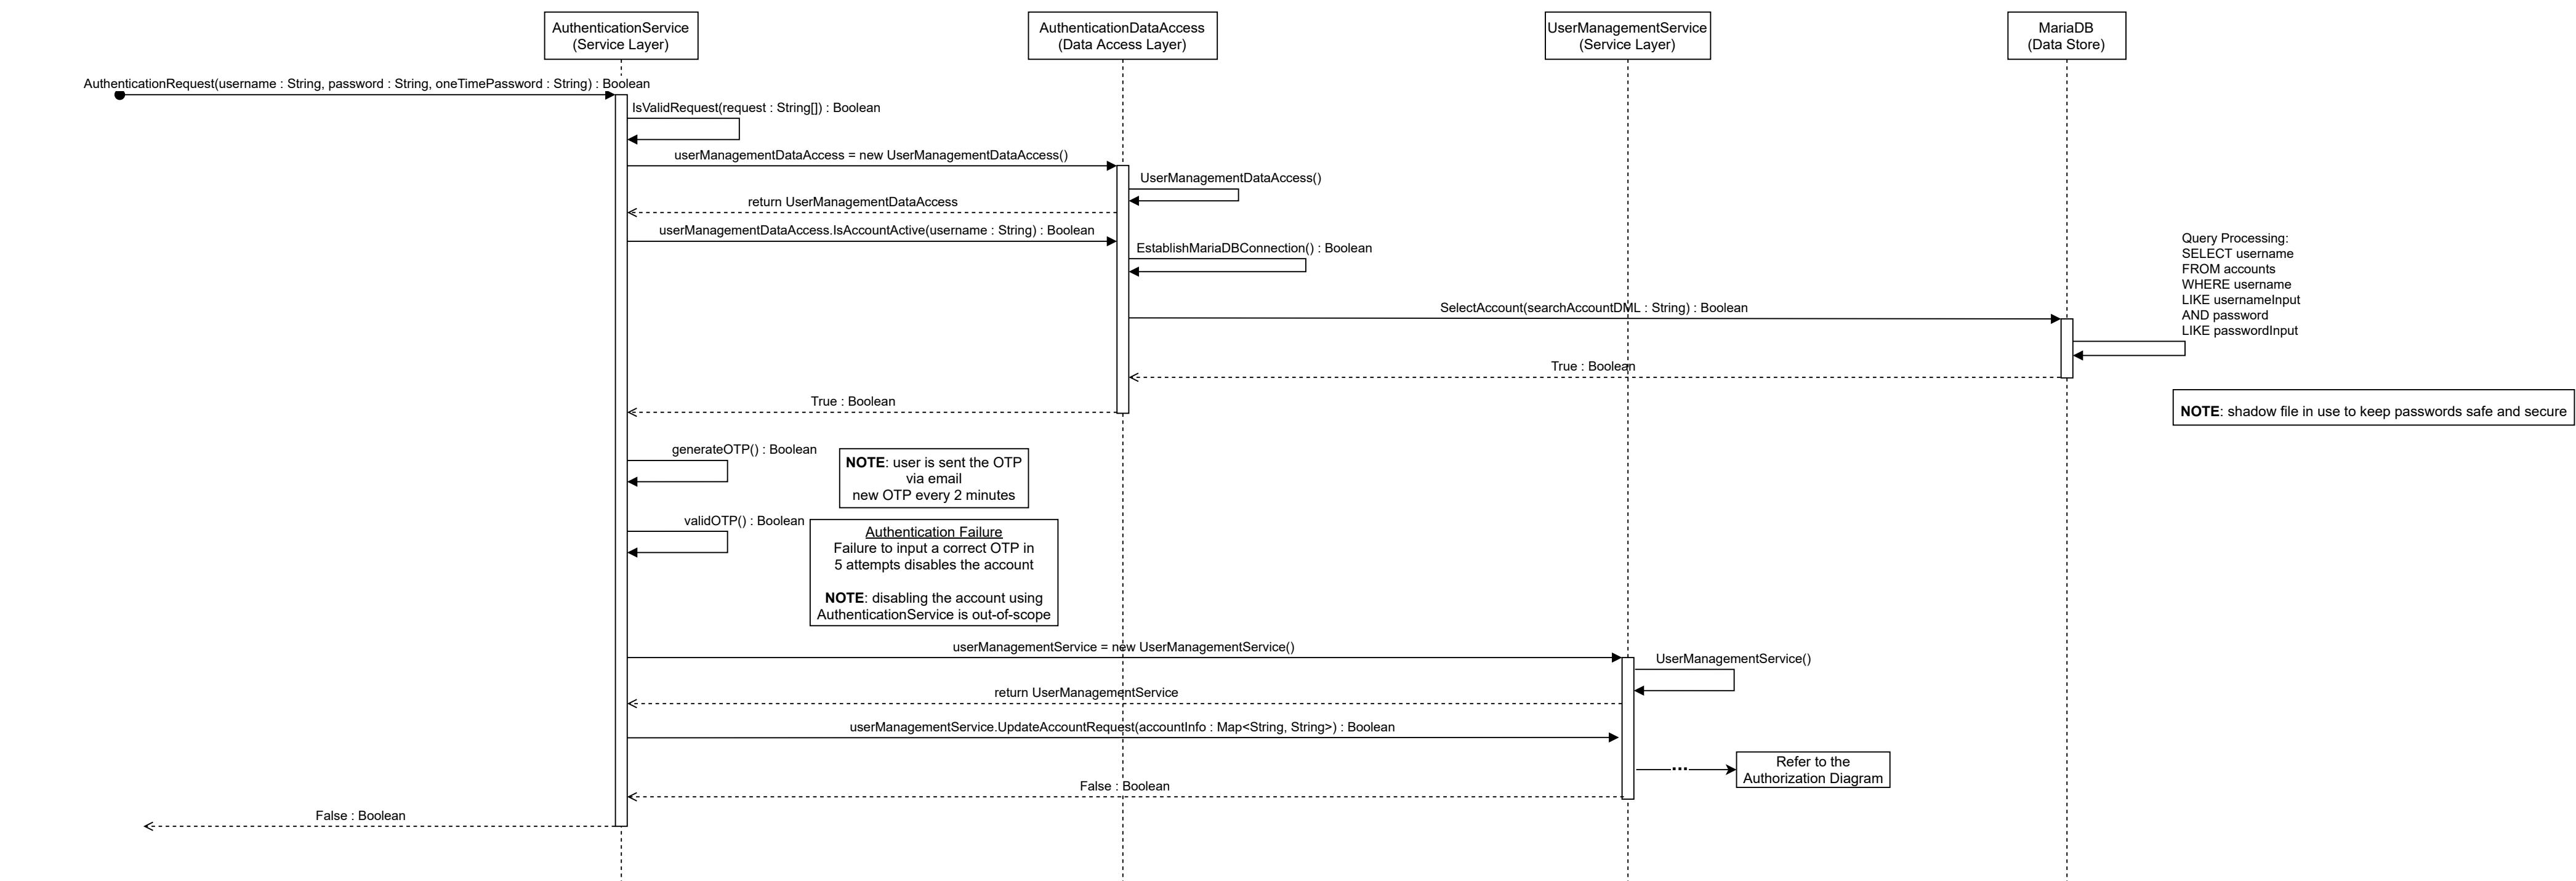 AuthenticationService
(Service Layer)
AuthenticationDataAccess
(Data Access Layer)
UserManagementService
(Service Layer)
MariaDB
(Data Store)
AuthenticationRequest(username : String, password : String, oneTimePassword : String) : Boolean
IsValidRequest(request : String[]) : Boolean
userManagementDataAccess = new UserManagementDataAccess()
UserManagementDataAccess()
return UserManagementDataAccess
userManagementDataAccess.IsAccountActive(username : String) : Boolean
EstablishMariaDBConnection() : Boolean
Query Processing:
SELECT username
FROM accounts
WHERE username
LIKE usernameInput
AND password
LIKE passwordInput
SelectAccount(searchAccountDML : String) : Boolean
True : Boolean
True : Boolean
NOTE: shadow file in use to keep passwords safe and secure
generateOTP() : Boolean
NOTE: user is sent the OTP
via email
new OTP every 2 minutes
validOTP() : Boolean
Authentication Failure
Failure to input a correct OTP in
5 attempts disables the account
NOTE: disabling the account using
AuthenticationService is out-of-scope
userManagementService = new UserManagementService()
UserManagementService()
return UserManagementService
userManagementService.UpdateAccountRequest(accountInfo : Map<String, String>) : Boolean
...
Refer to the
Authorization Diagram
False : Boolean
False : Boolean